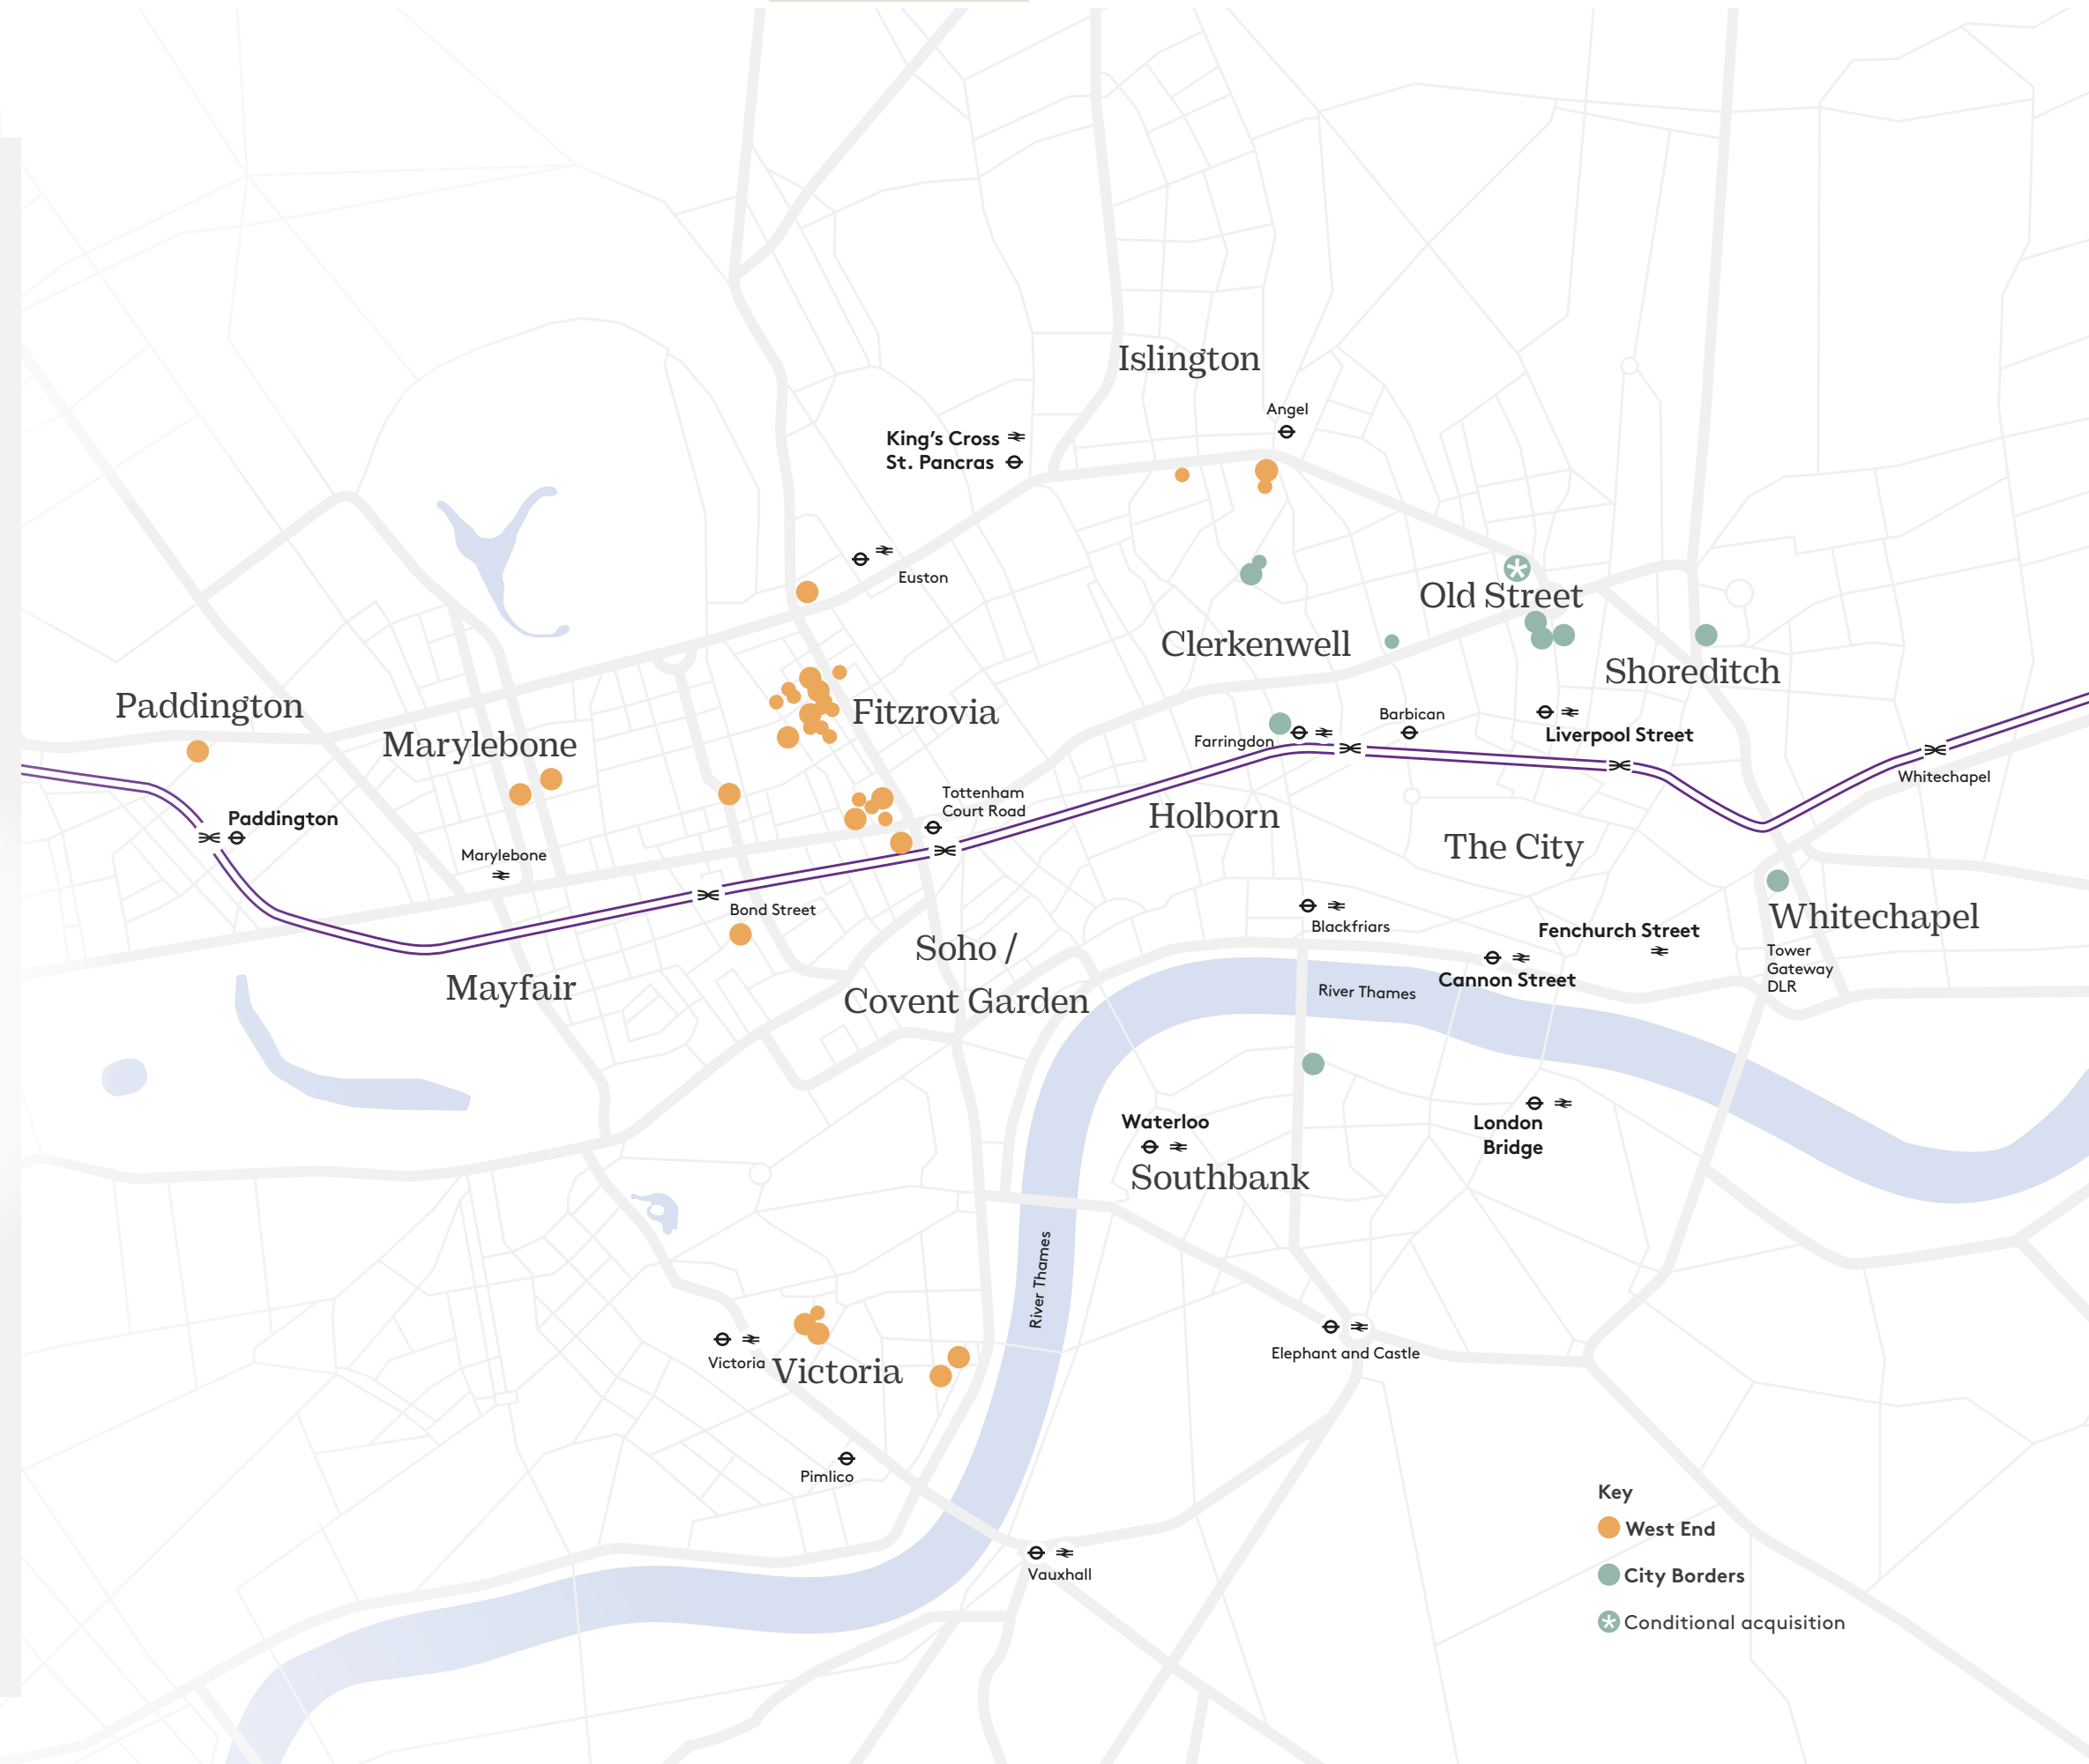 Islington
Angel
King’s Cross
St. Pancras
Euston
Old Street
Clerkenwell
Shoreditch
Paddington
Fitzrovia
Marylebone
Barbican
Farringdon
Liverpool Street
Whitechapel
Tottenham
Court Road
Holborn
Paddington
The City
Marylebone
Bond Street
Whitechapel
Blackfriars
Fenchurch Street
Soho /
Covent Garden
Tower
Gateway
DLR
Mayfair
Cannon Street
River Thames
Waterloo
London
Bridge
Southbank
River Thames
Victoria
Victoria
Elephant and Castle
Pimlico
Vauxhall
Key
West End
City Borders
* Conditional acquisition